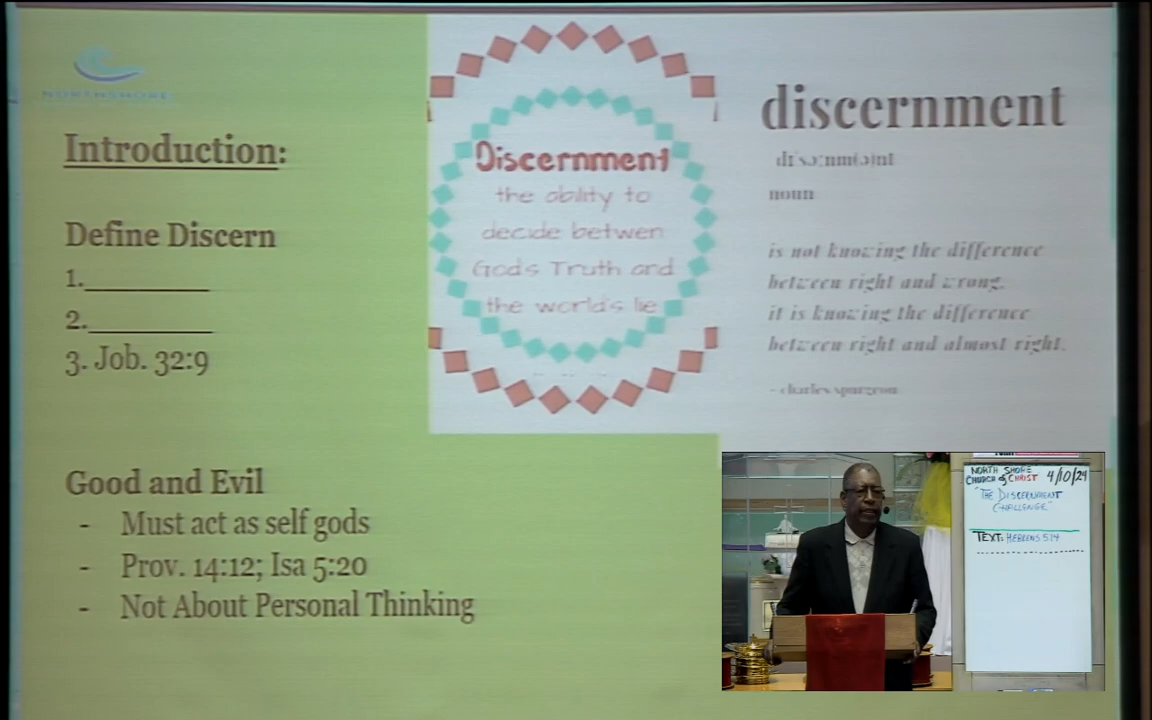 NORTHSHORE
Introduction:
Define Discern
1.__________
2.__________
3. Job. 32:9
Good and Evil
- Must act as self gods
- Prov. 14:12; Isa 5:20
- Not About Personal Thinking
Discernment
the ability to
decide betwen
Gods Truth and
the world's lie
discernment
noun
is not knowing the difference
between right and wrong.
it is knowing the difference
between right and almost right.
- charles spurgeon
NORTH SHORE
CHURCH of CHRIST 4/10/24
"THE DISCERNMENT
CHALLENGE"
TEXT: HEBREWS 5:14